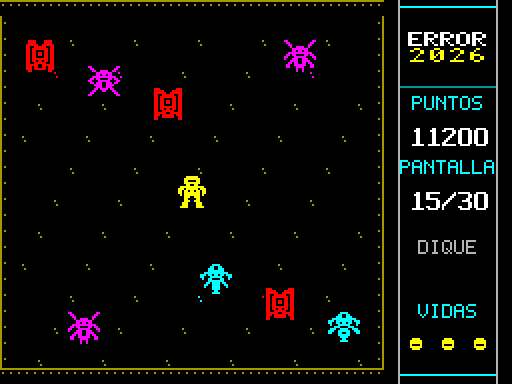 ERROR
2026
PUNTOS
11200
PANTALLA
15/30
DIQUE
VIDAS